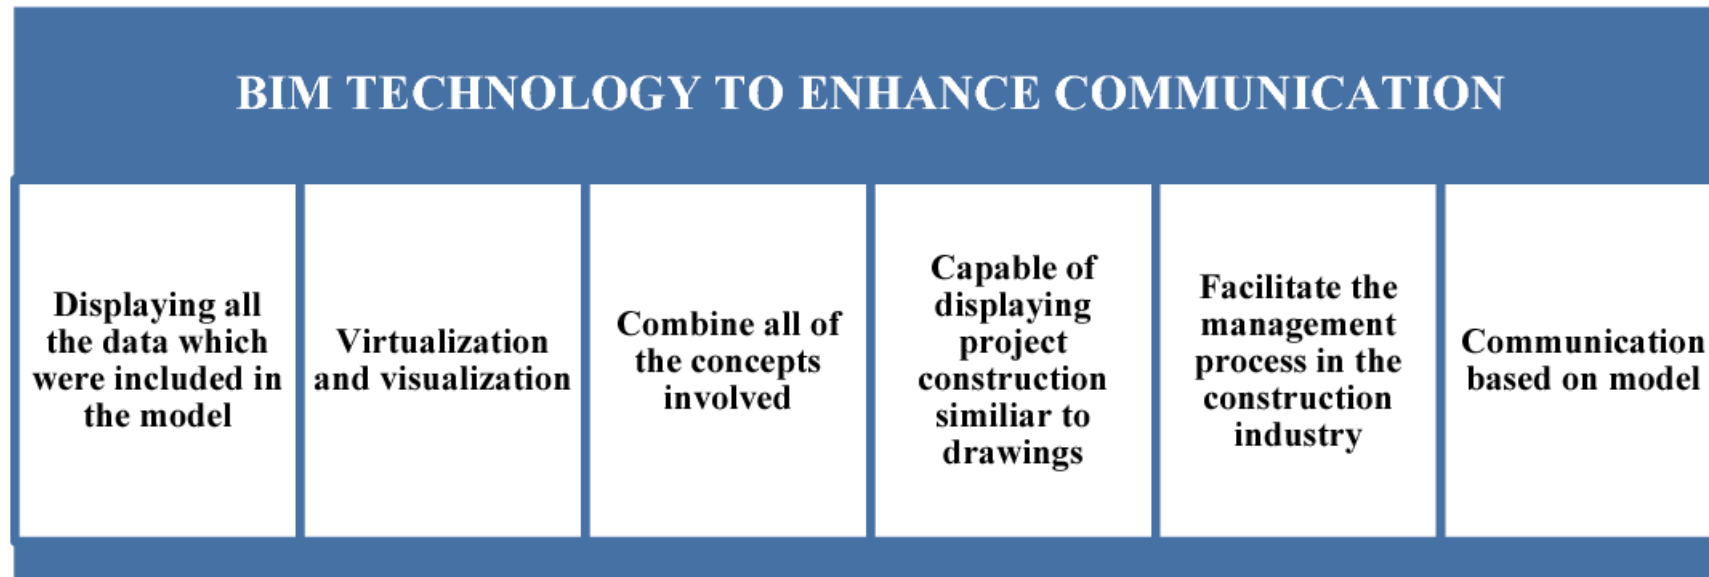 BIM TECHNOLOGY TO ENHANCE COMMUNICATION
Displaying all
the data which
were included in
the model
Virtualization
and visualization
Combine all of
the concepts
involved
Capable of
displaying
project
construction
similiar to
drawings
Facilitate the
management
process in the
construction
industry
Communication
based on model